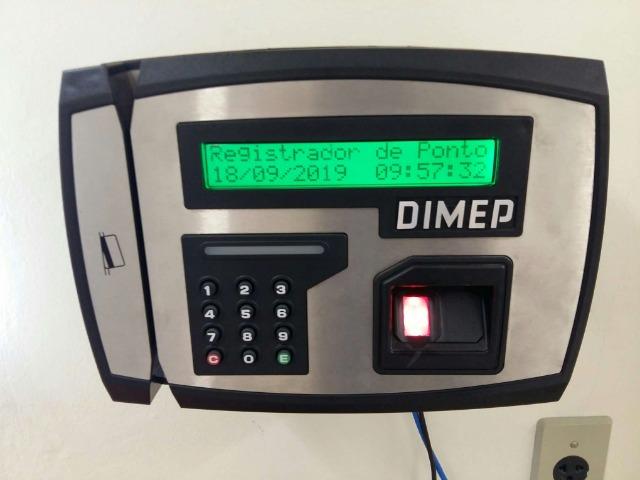 Registrador de Ponto
18/09/2019 09:57:32
DIMEP
1 2 3
4 5 6
7 8 9
C 0 E